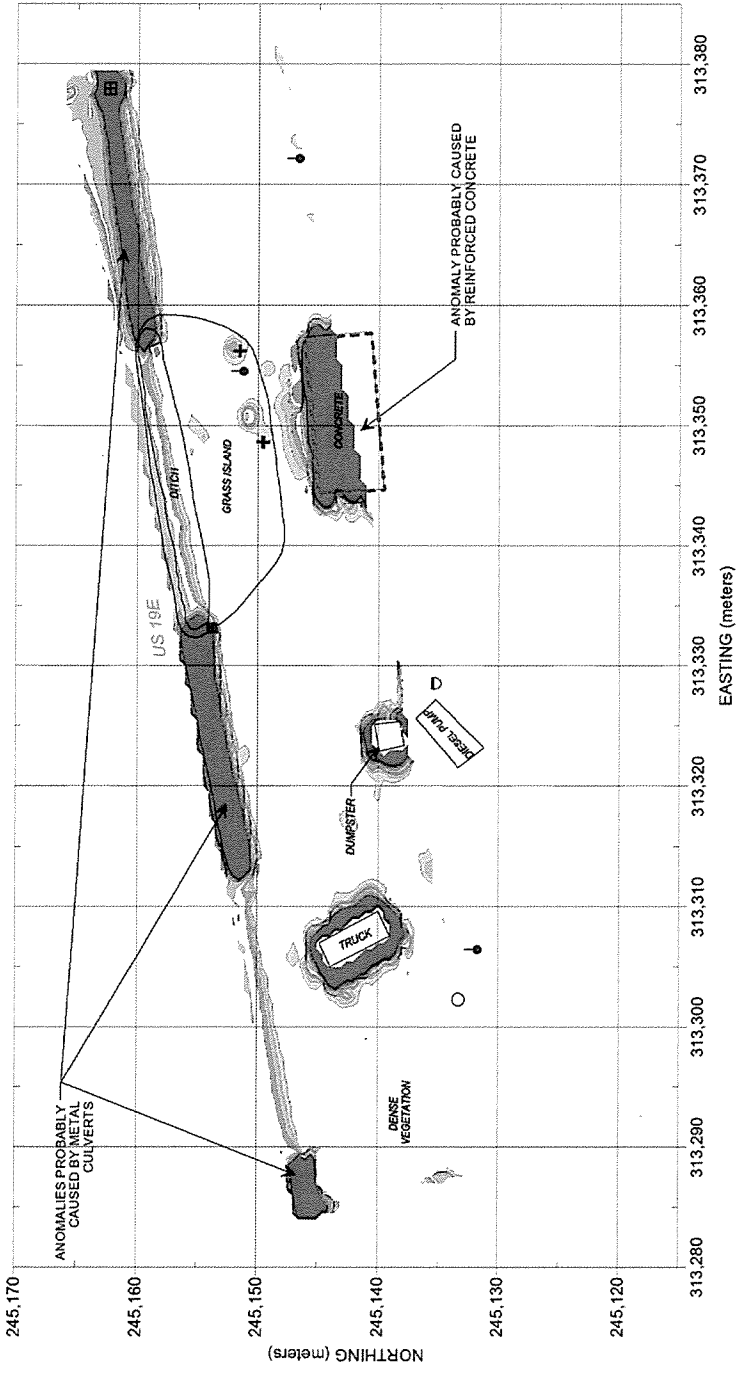 245,170
245,160
245,150
245,140
245,130
245,120
NORTHING (meters)
313,280
313,290
313,300
313,310
313,320
313,330
313,340
313,350
313,360
313,370
313,380
EASTING (meters)
ANOMALIES PROBABLY
CAUSED BY METAL
CULVERTS
US 19E
DITCH
GRASS ISLAND
CONCRETE
ANOMALY PROBABLY CAUSED
BY REINFORCED CONCRETE
DUMPSTER
DIESEL PUMP
TRUCK
DENSE
VEGETATION